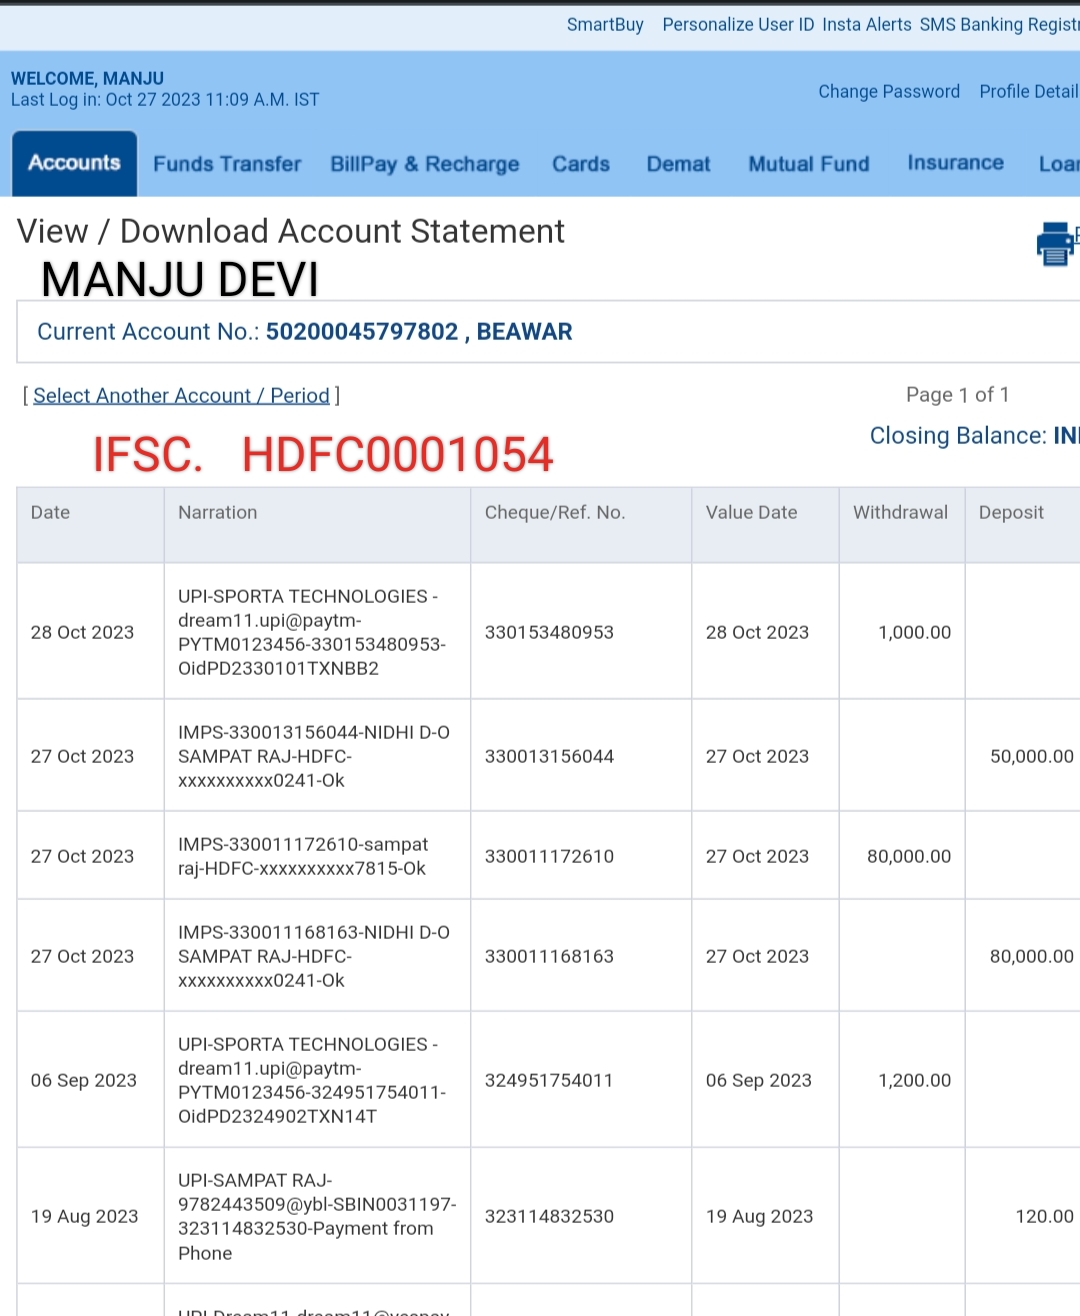 SmartBuy Personalize User ID Insta Alerts SMS Banking
WELCOME, MANJU
Last Log in: Oct 27 2023 11:09 A.M. IST
Change Password Profile Detail
Accounts Funds Transfer BillPay & Recharge Cards Demat Mutual Fund Insurance
View / Download Account Statement
MANJU DEVI
Current Account No.: 50200045797802 , BEAWAR
[ Select Another Account / Period ]
Page 1 of 1
Closing Balance:
IFSC. HDFC0001054
Date Narration Cheque/Ref. No. Value Date Withdrawal Deposit
28 Oct 2023
UPI-SPORTA TECHNOLOGIES -
dream11.upi@paytm-
PYTM0123456-330153480953-
OidPD2330101TXNBB2
330153480953 28 Oct 2023 1,000.00
27 Oct 2023
IMPS-330013156044-NIDHI D-O
SAMPAT RAJ-HDFC-
xxxxxxxxxx0241-Ok
330013156044 27 Oct 2023 50,000.00
27 Oct 2023
IMPS-330011172610-sampat
raj-HDFC-xxxxxxxxxx7815-Ok
330011172610 27 Oct 2023 80,000.00
27 Oct 2023
IMPS-330011168163-NIDHI D-O
SAMPAT RAJ-HDFC-
xxxxxxxxxx0241-Ok
330011168163 27 Oct 2023 80,000.00
06 Sep 2023
UPI-SPORTA TECHNOLOGIES -
dream11.upi@paytm-
PYTM0123456-324951754011-
OidPD2324902TXN14T
324951754011 06 Sep 2023 1,200.00
19 Aug 2023
UPI-SAMPAT RAJ-
9782443509@ybl-SBIN0031197-
323114832530-Payment from
Phone
323114832530 19 Aug 2023 120.00